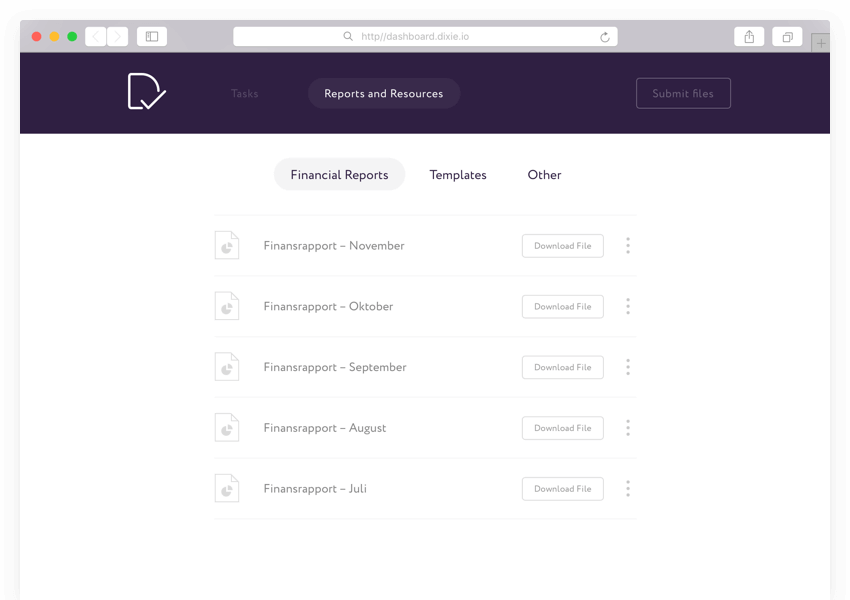 http//dashboard.dixie.io
Tasks
Reports and Resources
Submit files
Financial Reports
Templates
Other
Finansrapport – November
Download File
Finansrapport – Oktober
Download File
Finansrapport – September
Download File
Finansrapport – August
Download File
Finansrapport – Juli
Download File